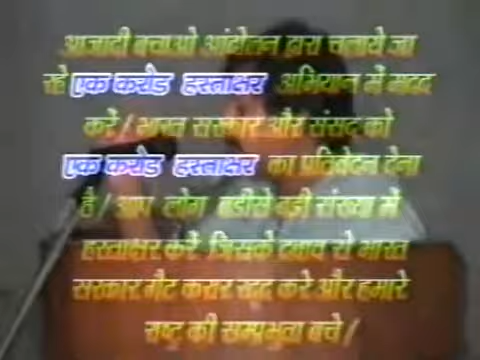 आजादी बचाओ आंदोलन द्वारा चलाये जा
रहे एक करोड हस्ताक्षर अभियान में मदद
करे / भारत सरकार और संसद को
एक करोड हस्ताक्षर का प्रतिवेदन देना
है / आप लोग बडीसे बडी संख्या में
हस्ताक्षर करें जिसके दबाव से भारत
सरकार गैट करार रद्द करे और हमारे
राष्ट्र की सम्प्रभुता बचे /